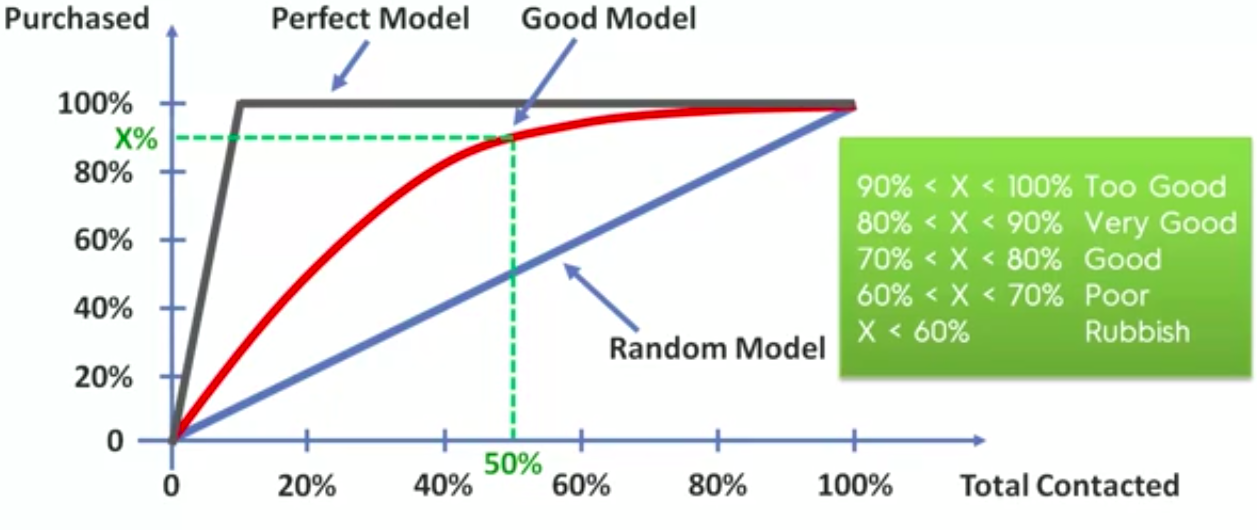 Purchased
Perfect Model
Good Model
100%
X%
80%
60%
40%
20%
0
90% < X < 100% Too Good
80% < X < 90% Very Good
70% < X < 80% Good
60% < X < 70% Poor
X < 60% Rubbish
Random Model
50%
0 20% 40% 60% 80% 100% Total Contacted